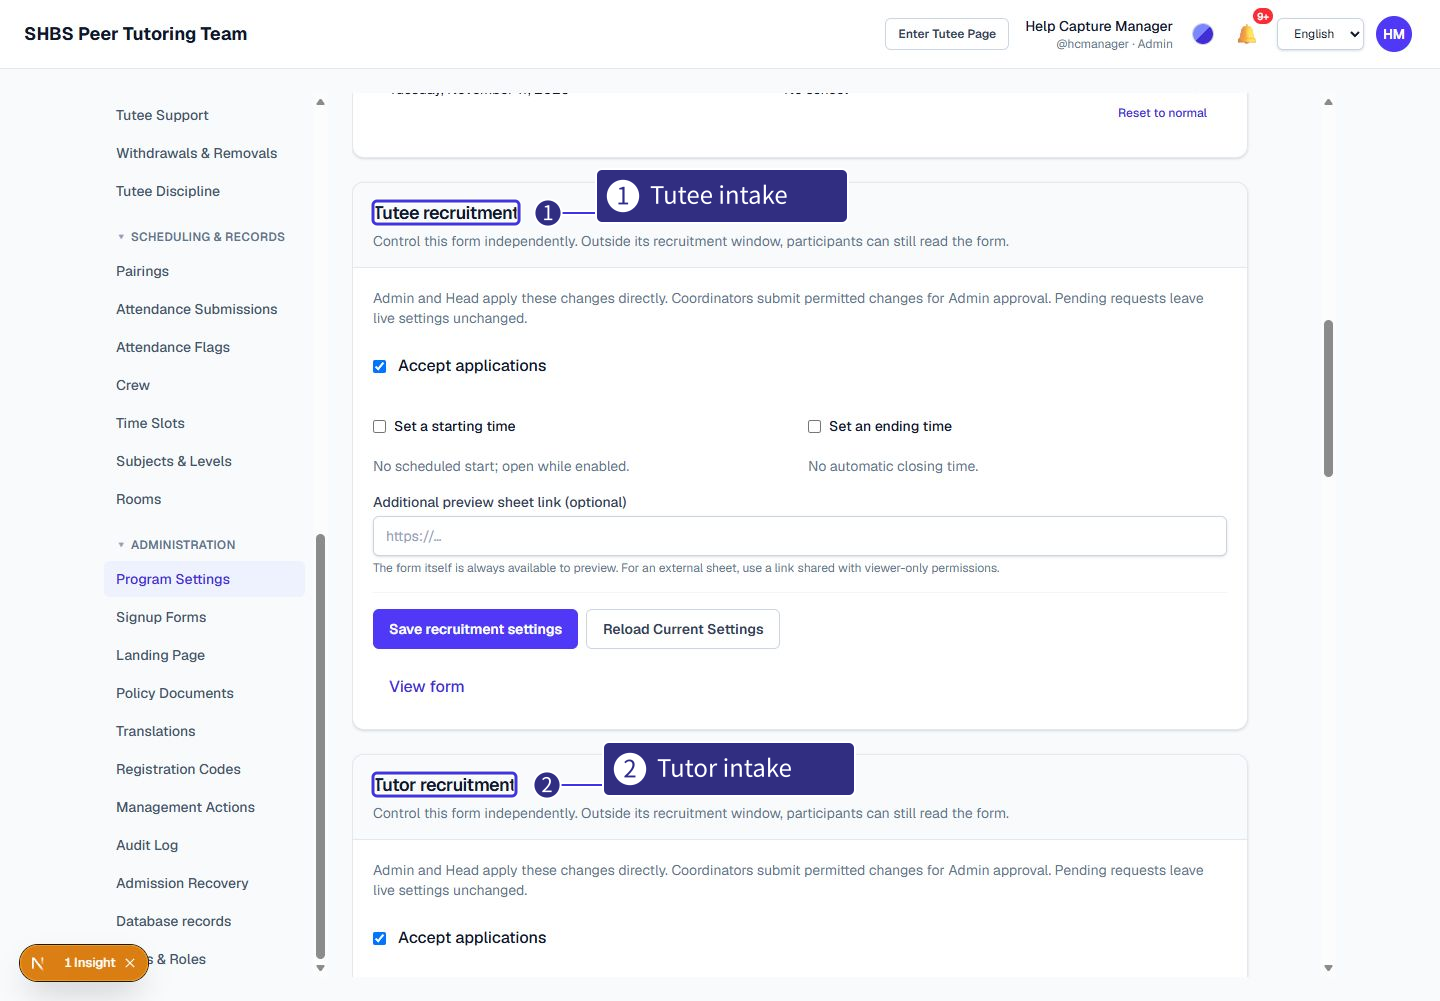 SHBS Peer Tutoring Team
Enter Tutee Page
Help Capture Manager
@hcmanager · Admin
9+
English
HM
Tutee Support
Withdrawals & Removals
Tutee Discipline
SCHEDULING & RECORDS
Pairings
Attendance Submissions
Attendance Flags
Crew
Time Slots
Subjects & Levels
Rooms
ADMINISTRATION
Program Settings
Signup Forms
Landing Page
Policy Documents
Translations
Registration Codes
Management Actions
Audit Log
Admission Recovery
Database records
& Roles
1 Insight
Reset to normal
Tutee recruitment
1
1 Tutee intake
Control this form independently. Outside its recruitment window, participants can still read the form.
Admin and Head apply these changes directly. Coordinators submit permitted changes for Admin approval. Pending requests leave
live settings unchanged.
Accept applications
Set a starting time
Set an ending time
No scheduled start; open while enabled.
No automatic closing time.
Additional preview sheet link (optional)
https://…
The form itself is always available to preview. For an external sheet, use a link shared with viewer-only permissions.
Save recruitment settings
Reload Current Settings
View form
Tutor recruitment
2
2 Tutor intake
Control this form independently. Outside its recruitment window, participants can still read the form.
Admin and Head apply these changes directly. Coordinators submit permitted changes for Admin approval. Pending requests leave
live settings unchanged.
Accept applications